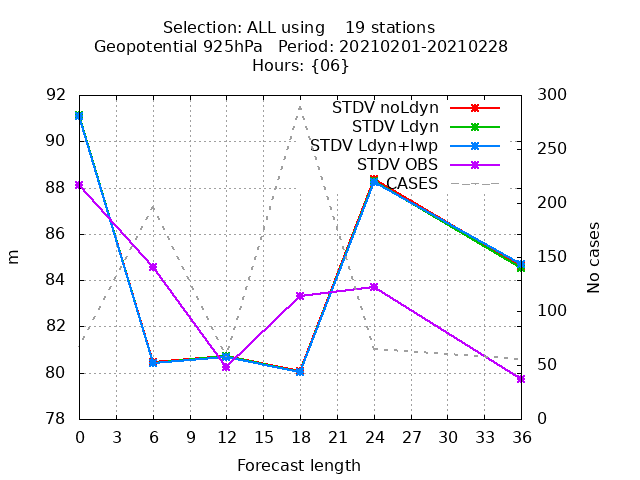 Selection: ALL using    19 stations
Geopotential 925hPa   Period: 20210201-20210228
Hours: {06}
STDV noLdyn
STDV Ldyn
STDV Ldyn+lwp
STDV OBS
CASES
92
90
88
86
84
82
80
78
m
300
250
200
150
100
50
0
No cases
0 3 6 9 12 15 18 21 24 27 30 33 36
Forecast length